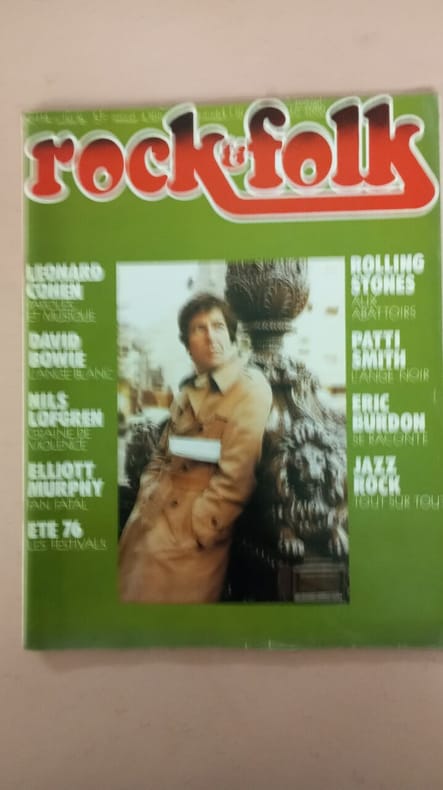 rock & folk
LEONARD
COHEN
PAROLES
ET MUSIQUE
DAVID
BOWIE
L'ANGE BLANC
NILS
LOFGREN
GRAINE DE
VIOLENCE
ELLIOTT
MURPHY
FAN FATAL
ETE 76
LES FESTIVALS
ROLLING
STONES
AUX
ABATTOIRS
PATTI
SMITH
L'ANGE NOIR
ERIC
BURDON
SE RACONTE
JAZZ
ROCK
TOUT SUR TOUT